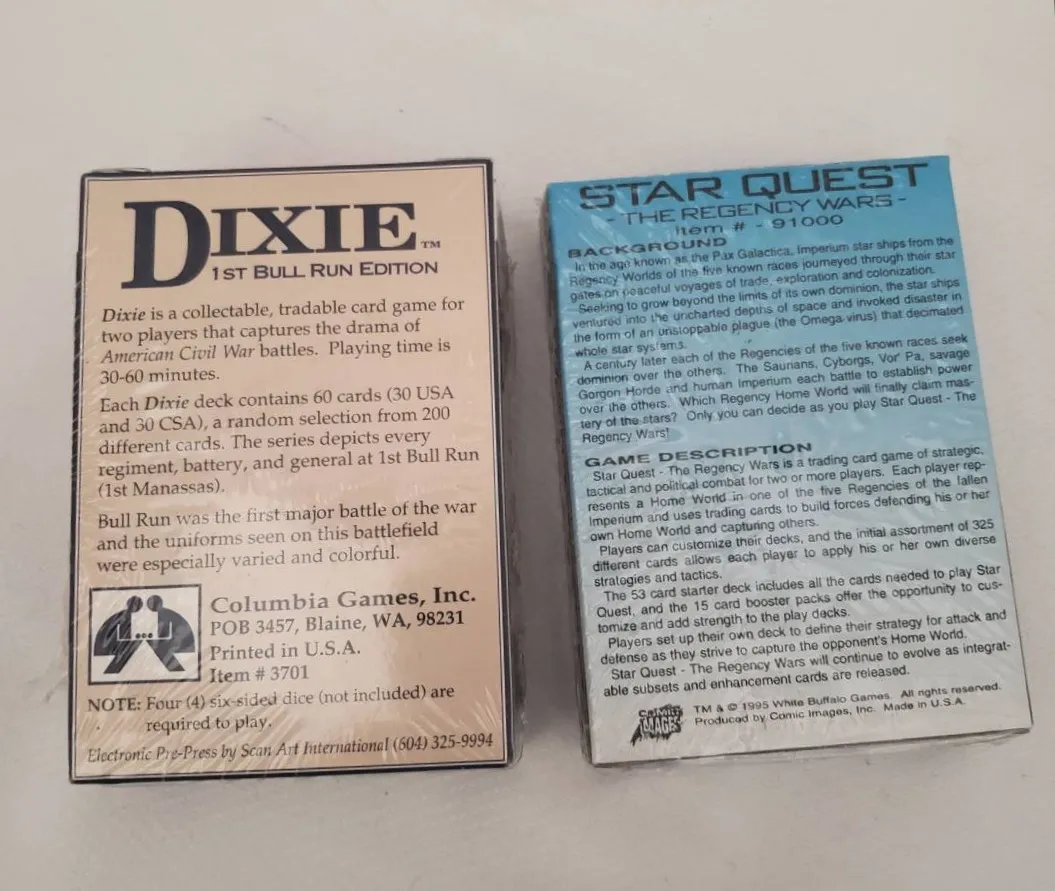 DIXIE™
1ST BULL RUN EDITION
Dixie is a collectable, tradable card game for
two players that captures the drama of
American Civil War battles. Playing time is
30-60 minutes.
Each Dixie deck contains 60 cards (30 USA
and 30 CSA), a random selection from 200
different cards. The series depicts every
regiment, battery, and general at 1st Bull Run
(1st Manassas).
Bull Run was the first major battle of the war
and the uniforms seen on this battlefield
were especially varied and colorful.
Columbia Games, Inc.
POB 3457, Blaine, WA, 98231
Printed in U.S.A.
Item # 3701
NOTE: Four (4) six-sided dice (not included) are
required to play.
Electronic Pre-Press by Scan Art International (604) 325-9994
STAR QUEST
- THE REGENCY WARS -
Item # - 91000
BACKGROUND
In the age known as the Pax Galactica, Imperium star ships from the
Regency Worlds of the five known races journeyed through their star
gates on peaceful voyages of trade, exploration and colonization.
Seeking to grow beyond the limits of its own dominion, the star ships
ventured into the uncharted depths of space and invoked disaster in
the form of an unstoppable plague (the Omega virus) that decimated
whole star systems.
A century later each of the Regencies of the five known races seek
dominion over the others. The Saurians, Cyborgs, Vor Pa, savage
Gorgon Horde and human Imperium each battle to establish power
over the others. Which Regency Home World will finally claim mas-
tery of the stars? Only you can decide as you play Star Quest - The
Regency Wars!
GAME DESCRIPTION
Star Quest - The Regency Wars is a trading card game of strategic,
tactical and political combat for two or more players. Each player rep-
resents a Home World in one of the five Regencies of the fallen
Imperium and uses trading cards to build forces defending his or her
own Home World and capturing others.
Players can customize their decks, and the initial assortment of 325
different cards allows each player to apply his or her own diverse
strategies and tactics.
The 53 card starter deck includes all the cards needed to play Star
Quest, and the 15 card booster packs offer the opportunity to cus-
tomize and add strength to the play decks.
Players set up their own deck to define their strategy for attack and
defense as they strive to capture the opponent's Home World.
Star Quest - The Regency Wars will continue to evolve as integrat-
able subsets and enhancement cards are released.
COMIC
IMAGES
TM & © 1995 White Buffalo Games. All rights reserved.
Produced by Comic Images, Inc. Made in U.S.A.